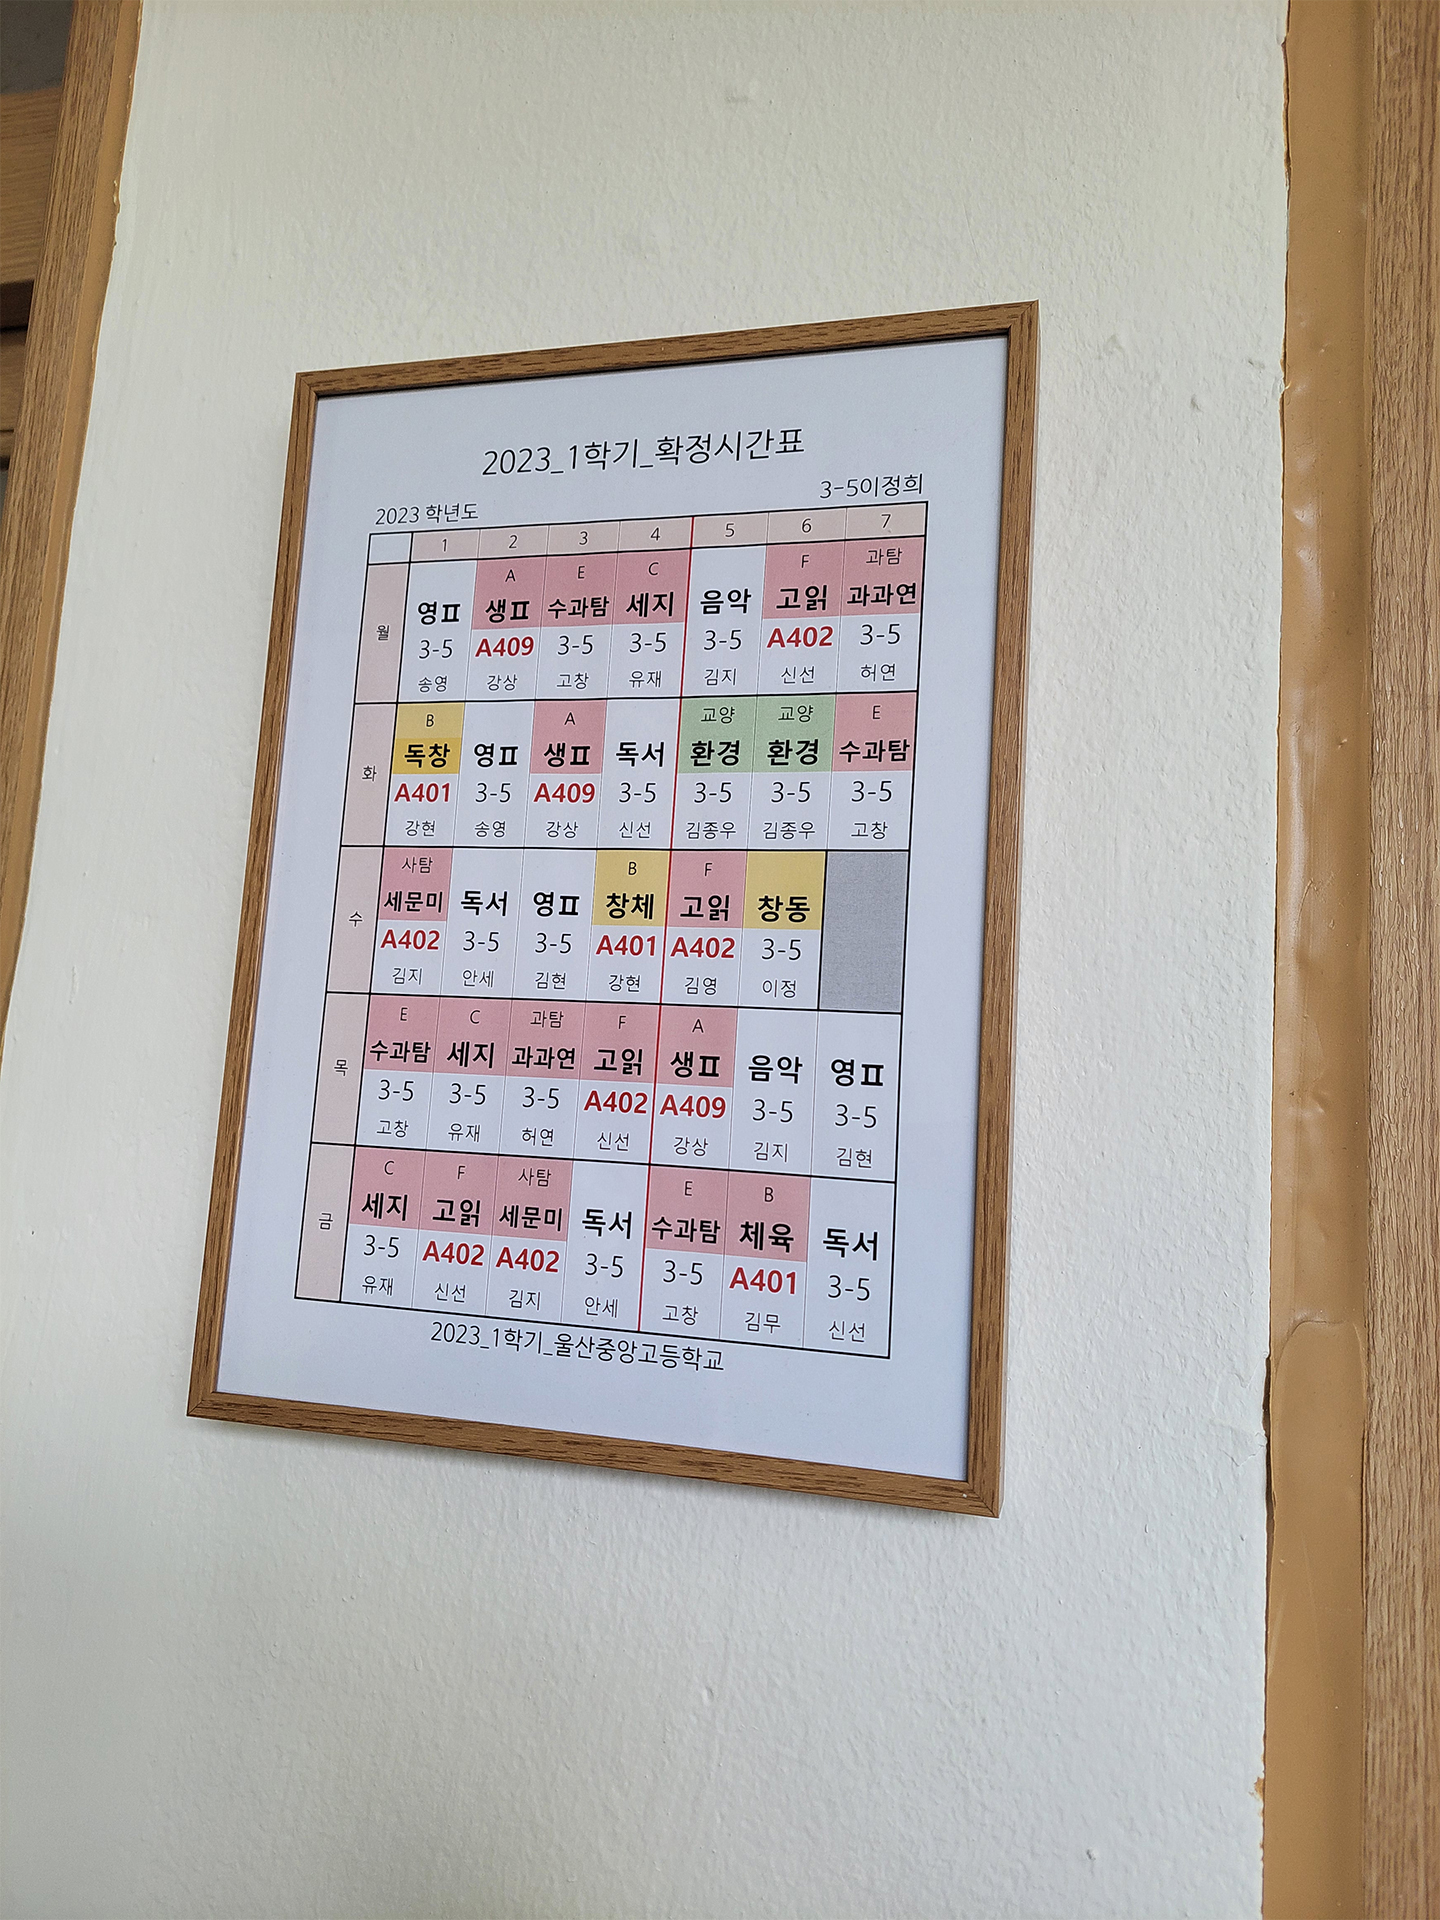 2023_1학기_확정시간표
2023 학년도 3-5이정희
1 2 3 4 5 6 7
A E C F 과탐
월 영Ⅱ 생Ⅱ 수과탐 세지 음악 고읽 과과연
3-5 A409 3-5 3-5 3-5 A402 3-5
송영 강상 고창 유재 김지 신선 허연
B A 교양 교양 E
화 독창 영Ⅱ 생Ⅱ 독서 환경 환경 수과탐
A401 3-5 A409 3-5 3-5 3-5 3-5
강현 송영 강상 신선 김종우 김종우 고창
사탐 B F
수 세문미 독서 영Ⅱ 창체 고읽 창동
A402 3-5 3-5 A401 A402 3-5
김지 안세 김현 강현 김영 이정
E C 과탐 F A
목 수과탐 세지 과과연 고읽 생Ⅱ 음악 영Ⅱ
3-5 3-5 3-5 A402 A409 3-5 3-5
고창 유재 허연 신선 강상 김지 김현
C F 사탐 E B
금 세지 고읽 세문미 독서 수과탐 체육 독서
3-5 A402 A402 3-5 3-5 A401 3-5
유재 신선 김지 안세 고창 김무 신선
2023_1학기_울산중앙고등학교